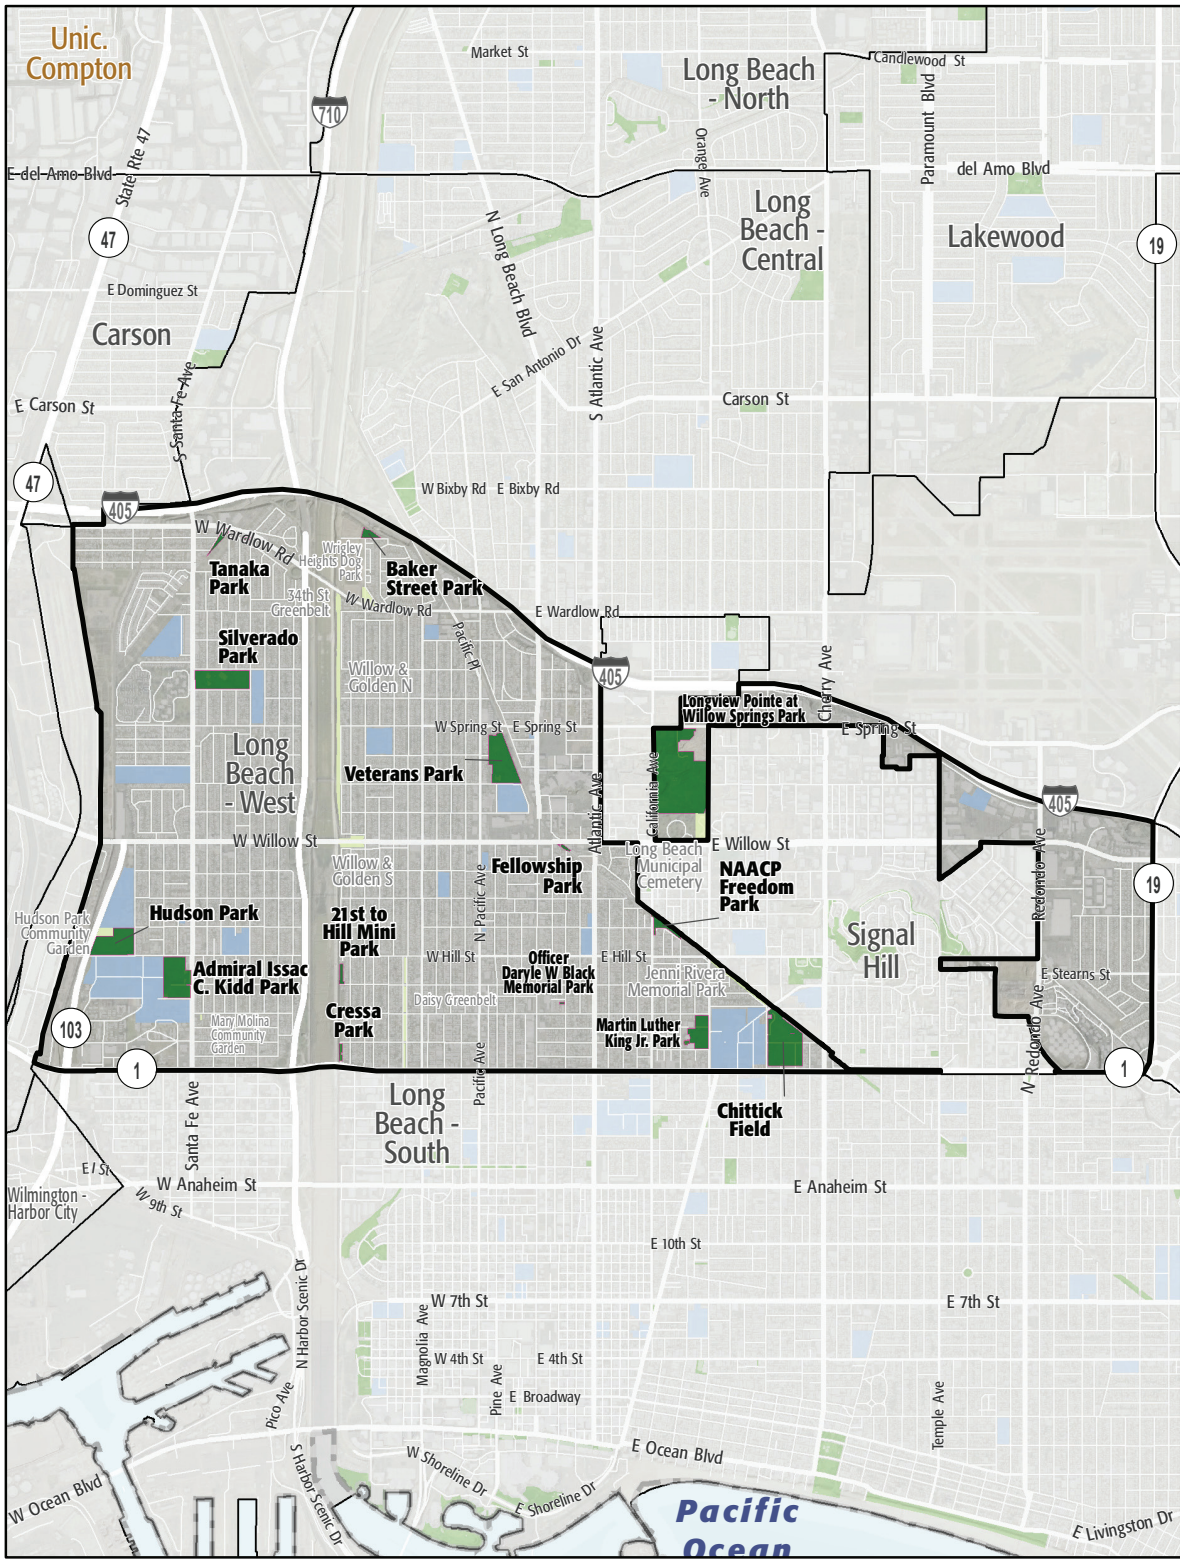 Unic.
Compton
Market St
Long Beach
- North
Candlewood St
Paramount Blvd
710
State Rte 47
Orange Ave
E del Amo Blvd
del Amo Blvd
47
N Long Beach Blvd
Long
Beach -
Central
Lakewood
19
E Dominguez St
Carson
E San Antonio Dr
S Atlantic Ave
S Santa Fe Ave
E Carson St
Carson St
47
405
W Bixby Rd
E Bixby Rd
W Wardlow Rd
Wrigley
Heights Dog
Park
Tanaka
Park
Baker
Street Park
34th St
Greenbelt
W Wardlow Rd
E Wardlow Rd
Silverado
Park
Pacific Pl
Willow &
Golden N
405
Cherry Ave
Longview Pointe at
Willow Springs Park
W Spring St
E Spring St
E Spring St
Long
Beach
- West
Veterans Park
California Ave
Atlantic Ave
405
W Willow St
E Willow St
Willow &
Golden S
Fellowship
Park
Long Beach
Municipal
Cemetery
NAACP
Freedom
Park
Redondo Ave
19
Hudson Park
Community
Garden
Hudson Park
21st to
Hill Mini
Park
N Pacific Ave
Signal
Hill
W Hill St
Officer
Daryle W Black
Memorial Park
E Hill St
Jenni Rivera
Memorial Park
E Stearns St
Admiral Issac
C. Kidd Park
Daisy Greenbelt
Cressa
Park
Mary Molina
Community
Garden
Martin Luther
King Jr. Park
N Redondo Ave
103
1
1
Pacific Ave
Santa Fe Ave
Long
Beach -
South
Chittick
Field
E I St
Wilmington -
Harbor City
W Anaheim St
E Anaheim St
W 9th St
E 10th St
N Harbor Scenic Dr
W 7th St
E 7th St
Magnolia Ave
W 4th St
E 4th St
Pine Ave
E Broadway
Pico Ave
Temple Ave
S Harbor Scenic Dr
W Shoreline Dr
E Ocean Blvd
W Ocean Blvd
E Shoreline Dr
Pacific
Ocean
E Livingston Dr